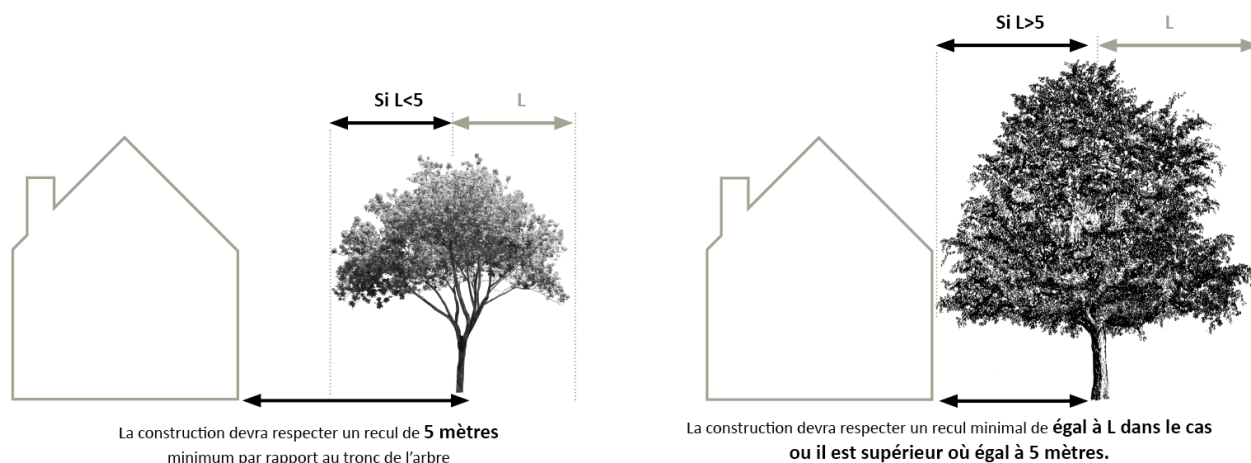 Si L<5
L
La construction devra respecter un recul de 5 mètres
minimum par rapport au tronc de l'arbre
Si L>5
L
La construction devra respecter un recul minimal de égal à L dans le cas
ou il est supérieur où égal à 5 mètres.